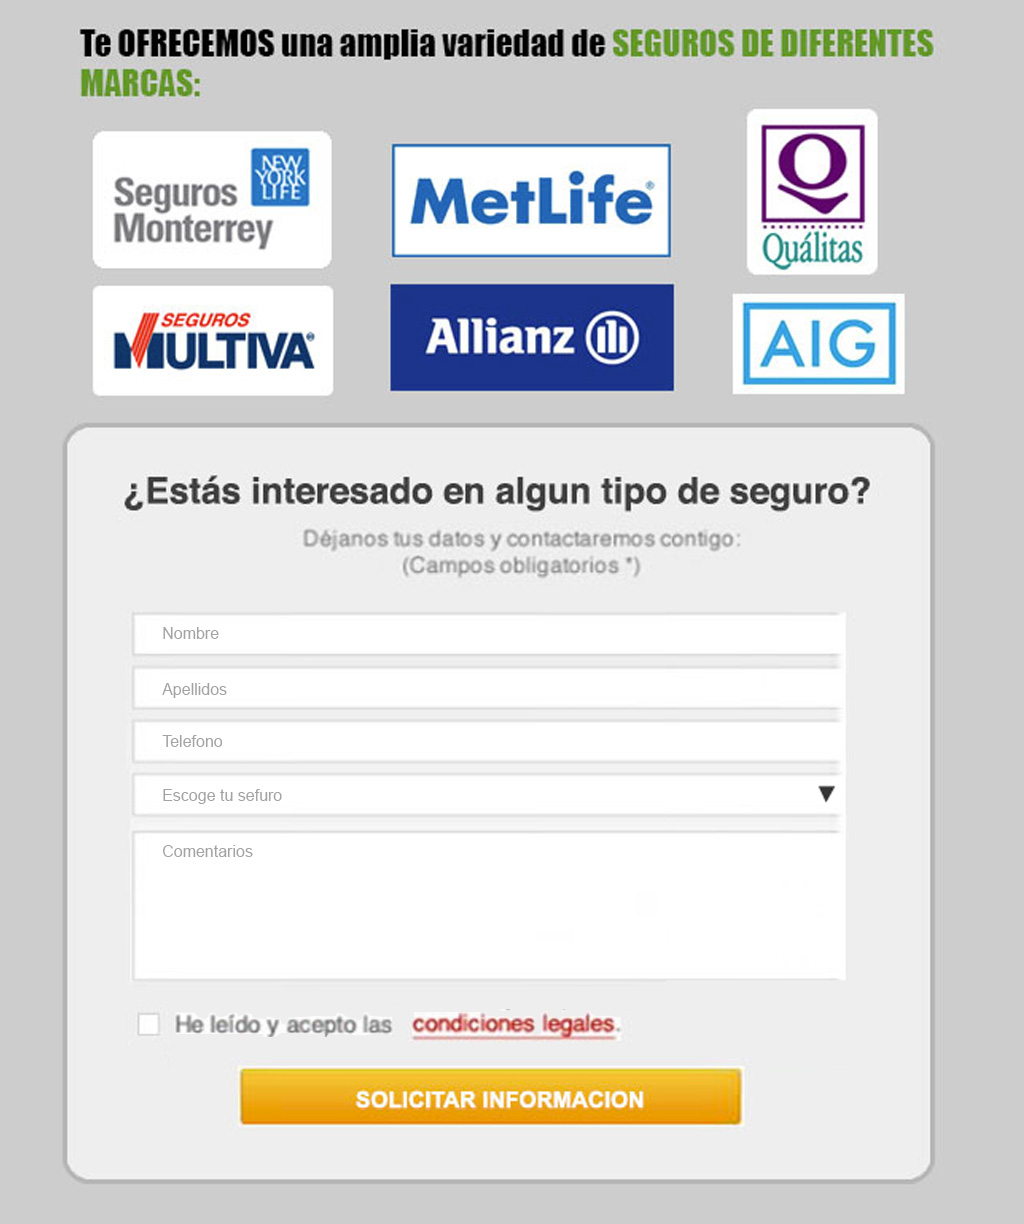 Te OFRECEMOS una amplia variedad de SEGUROS DE DIFERENTES
MARCAS:
Seguros
Monterrey
NEW
YORK
LIFE
MetLife®
Q
Quálitas
SEGUROS
MULTIVA®
Allianz
AIG
¿Estás interesado en algun tipo de seguro?
Déjanos tus datos y contactaremos contigo:
(Campos obligatorios *)
Nombre
Apellidos
Telefono
Escoge tu sefuro
Comentarios
He leído y acepto las condiciones legales.
SOLICITAR INFORMACION